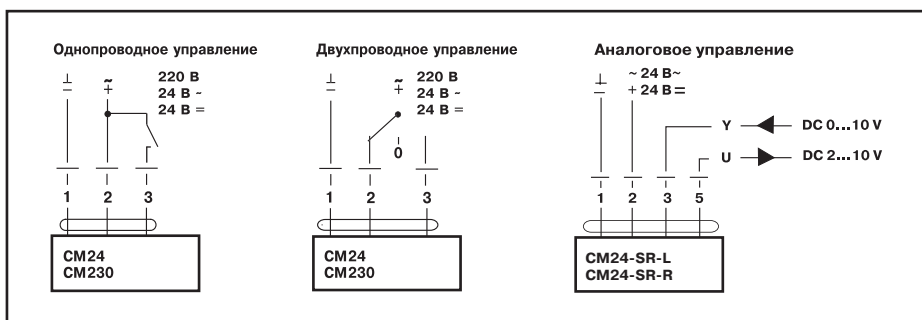 Однопроводное управление
⊥ ~
– +
220 В
24 В ~
24 В =
1 2 3
CM24
CM230
Двухпроводное управление
⊥ ~
– +
220 В
24 В ~
24 В =
0
1 2 3
CM24
CM230
Аналоговое управление
⊥ ~ 24 В~
– + 24 В=
Y DC 0...10 V
U DC 2...10 V
1 2 3 5
CM24-SR-L
CM24-SR-R